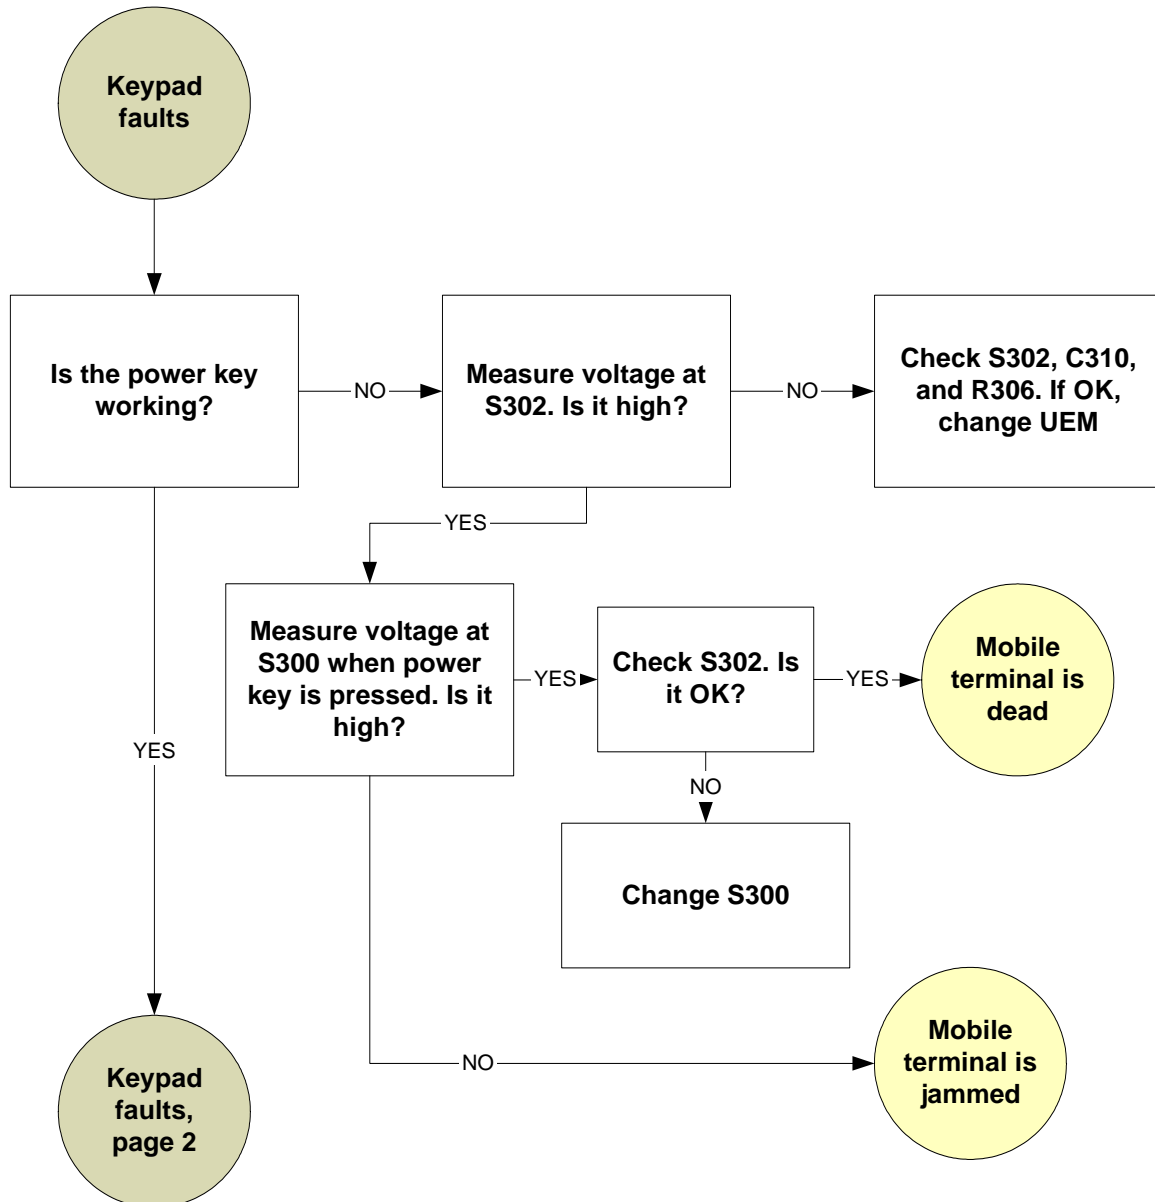 Keypad
faults
Is the power key
working?
NO
Measure voltage at
S302. Is it high?
NO
Check S302, C310,
and R306. If OK,
change UEM
YES
Measure voltage at
S300 when power
key is pressed. Is it
high?
YES
Check S302. Is
it OK?
YES
Mobile
terminal is
dead
YES
NO
Change S300
NO
Mobile
terminal is
jammed
Keypad
faults,
page 2